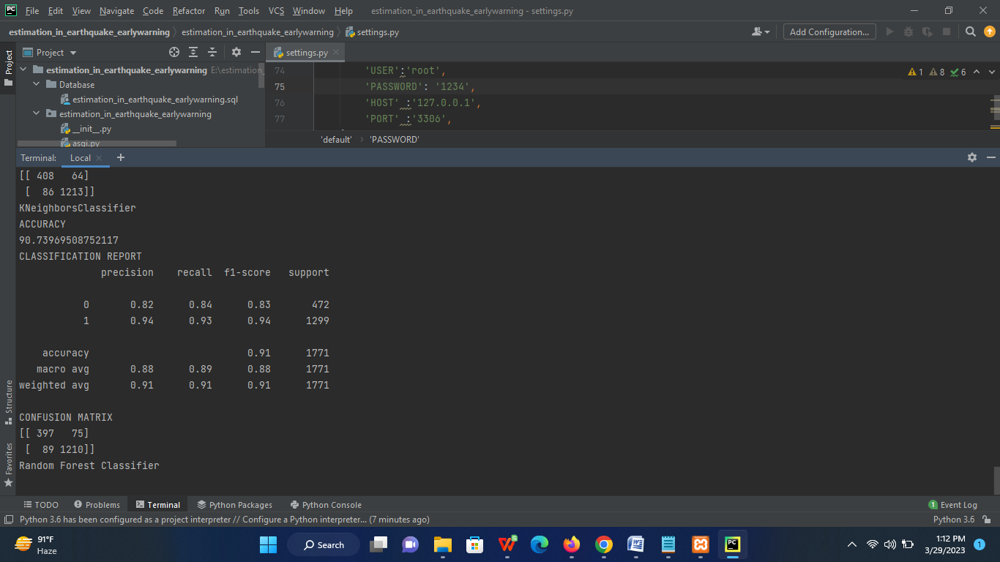 PC File Edit View Navigate Code Refactor Run Tools VCS Window Help estimation_in_earthquake_earlywarning - settings.py
estimation_in_earthquake_earlywarning estimation_in_earthquake_earlywarning settings.py Add Configuration...
Project Project settings.py
estimation_in_earthquake_earlywarning E:\estimation_
Database
estimation_in_earthquake_earlywarning.sql
estimation_in_earthquake_earlywarning
__init__.py
asgi.py
74 'USER':'root',
75 'PASSWORD': '1234',
76 'HOST' :'127.0.0.1',
77 'PORT' :'3306',
1 8 6
'default' 'PASSWORD'
Terminal: Local
[[ 408 64]
[ 86 1213]]
KNeighborsClassifier
ACCURACY
90.73969508752117
CLASSIFICATION REPORT
precision recall f1-score support
0 0.82 0.84 0.83 472
1 0.94 0.93 0.94 1299
accuracy 0.91 1771
macro avg 0.88 0.89 0.88 1771
weighted avg 0.91 0.91 0.91 1771
CONFUSION MATRIX
[[ 397 75]
[ 89 1210]]
Random Forest Classifier
Structure
Favorites
TODO Problems Terminal Python Packages Python Console 1 Event Log
Python 3.6 has been configured as a project interpreter // Configure a Python interpreter... (7 minutes ago) Python 3.6
91°F
Haze
Search
W S
W
PC
1:12 PM
3/29/2023
1